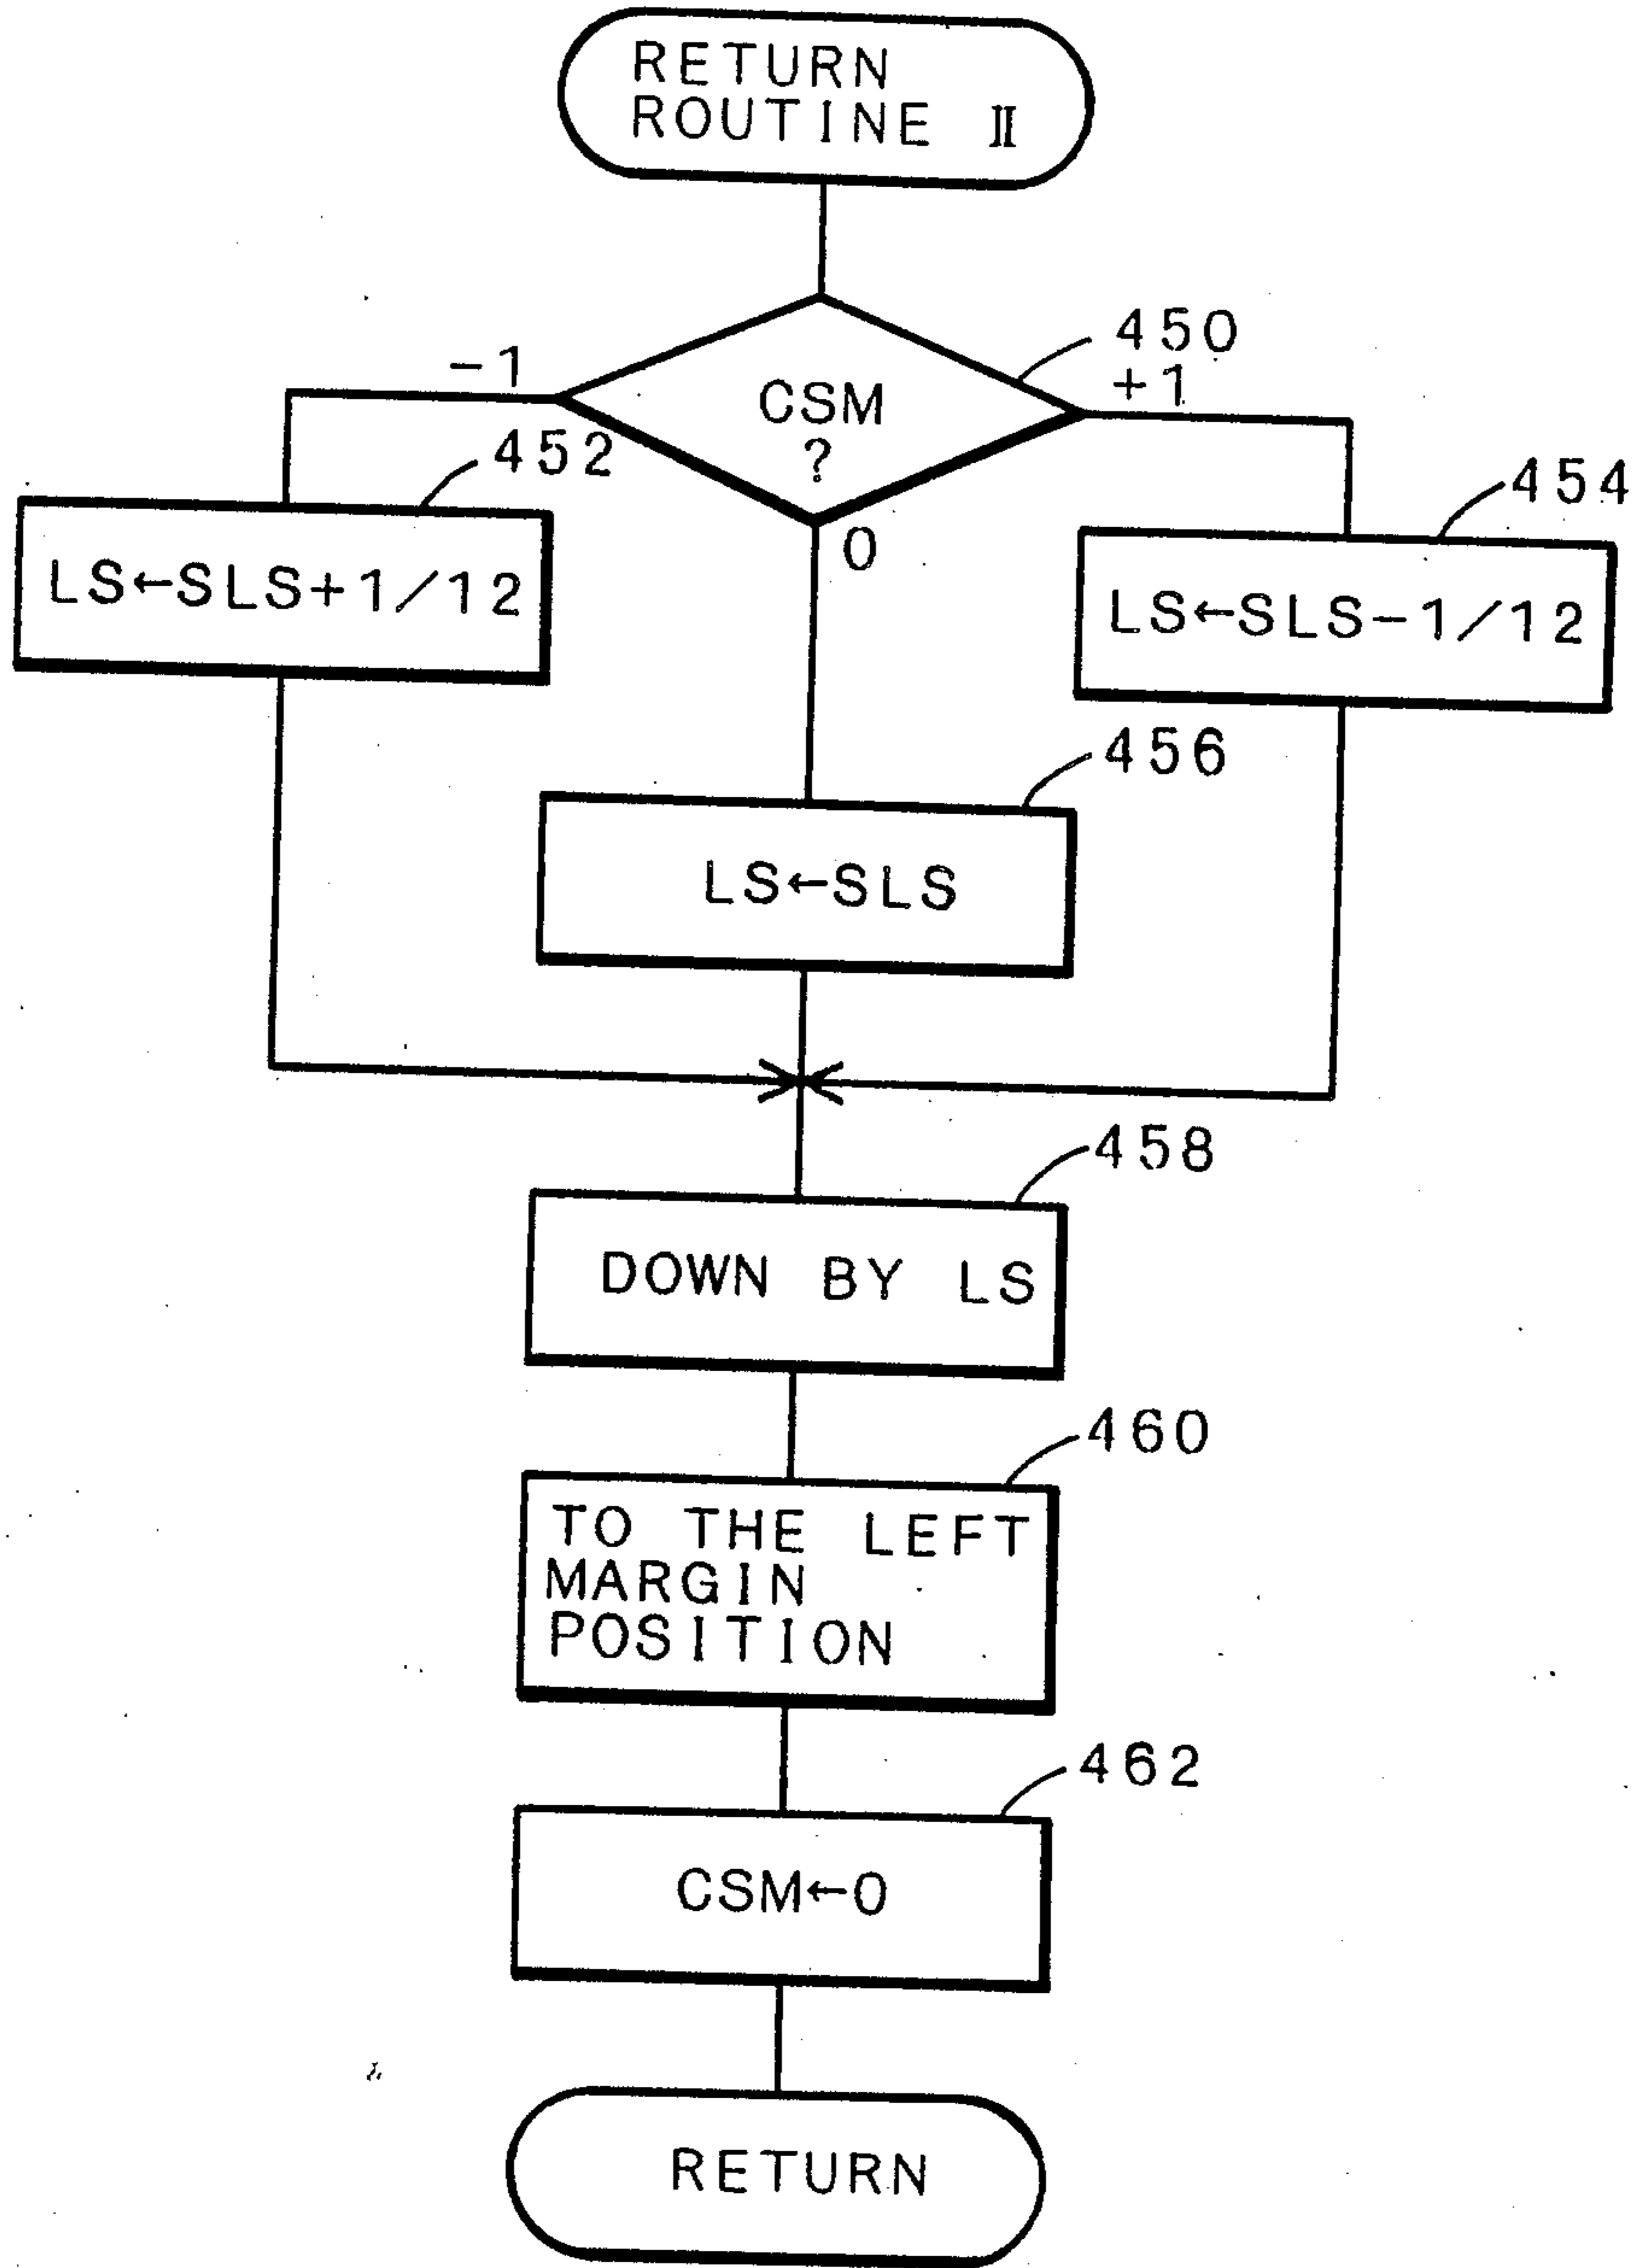 RETURN
ROUTINE II
450
-1
+1
CSM
?
0
452
454
LS←SLS+1/12
LS←SLS-1/12
456
LS←SLS
458
DOWN BY LS
460
TO THE LEFT
MARGIN
POSITION
462
CSM←0
RETURN